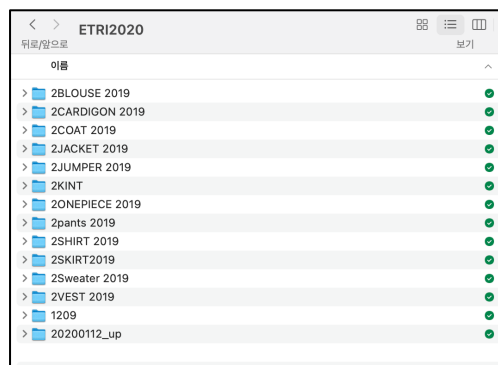 ETRI2020
뒤로/앞으로
보기
이름
2BLOUSE 2019
2CARDIGON 2019
2COAT 2019
2JACKET 2019
2JUMPER 2019
2KINT
2ONEPIECE 2019
2pants 2019
2SHIRT 2019
2SKIRT2019
2Sweater 2019
2VEST 2019
1209
20200112_up